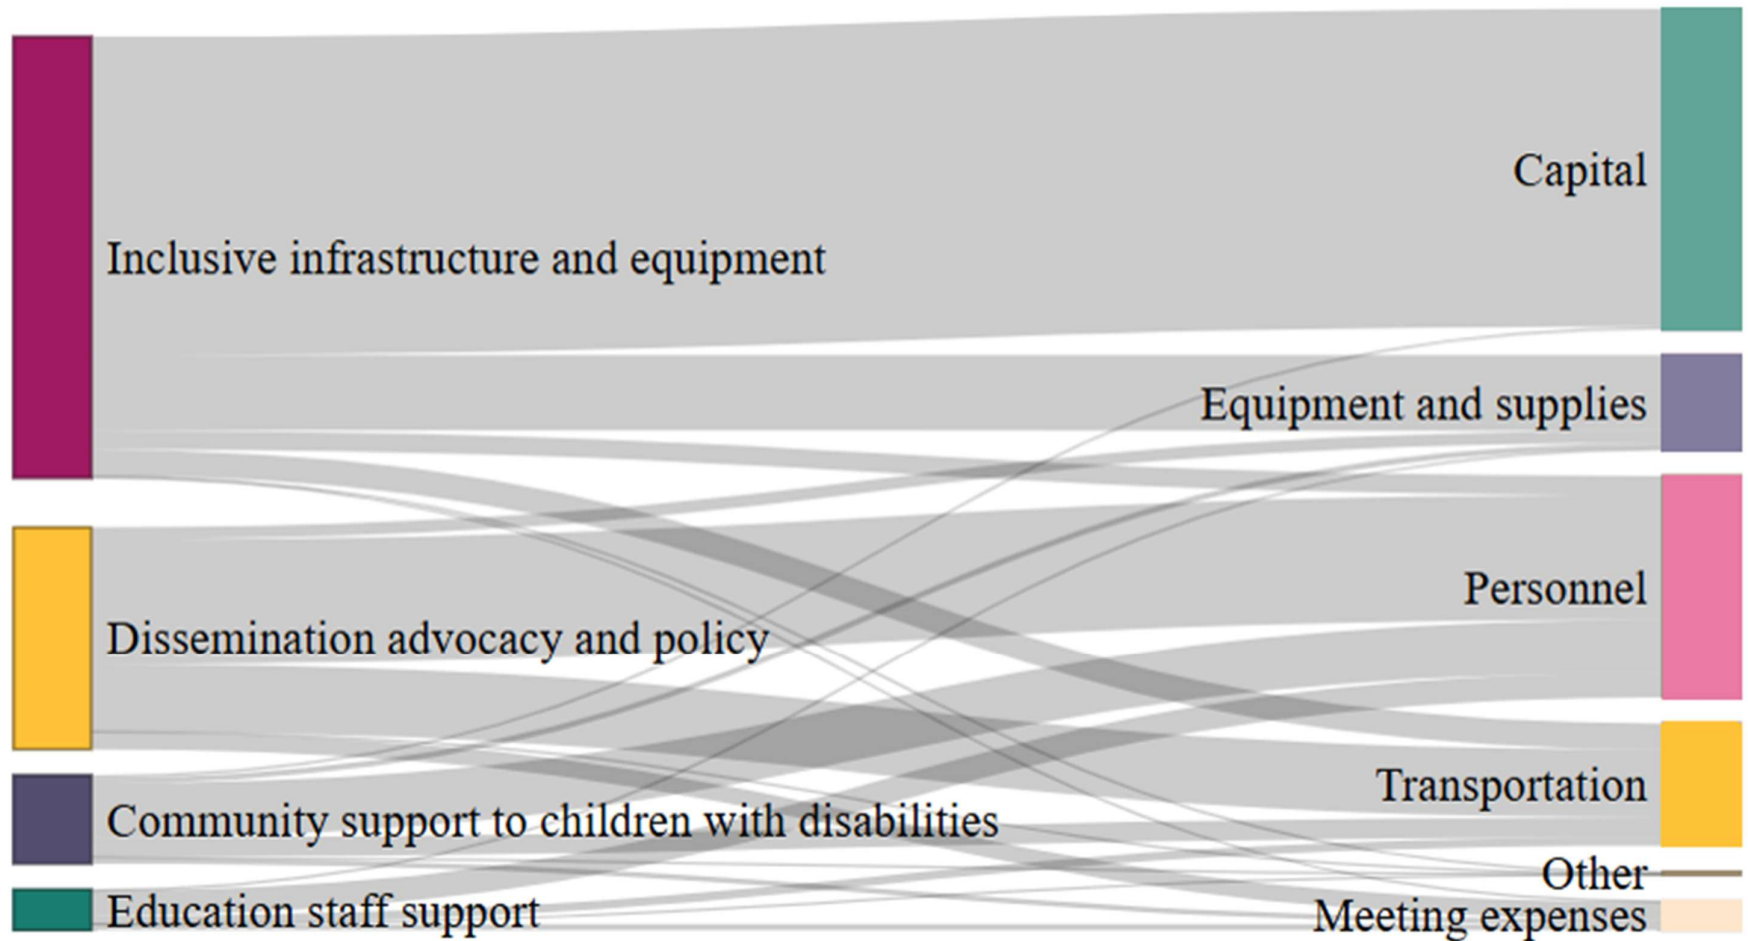 Capital
Inclusive infrastructure and equipment
Equipment and supplies
Personnel
Dissemination advocacy and policy
Transportation
Community support to children with disabilities
Other
Education staff support
Meeting expenses